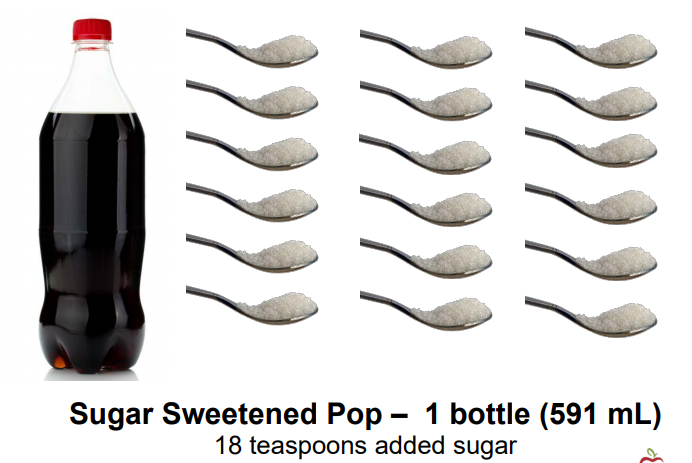 Sugar Sweetened Pop – 1 bottle (591 mL)
18 teaspoons added sugar